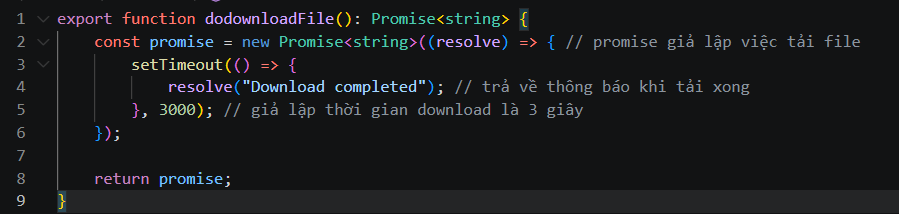 1 export function dodownloadFile(): Promise<string> {
2 const promise = new Promise<string>((resolve) => { // promise giả lập việc tải file
3 setTimeout(() => {
4 resolve("Download completed"); // trả về thông báo khi tải xong
5 }, 3000); // giả lập thời gian download là 3 giây
6 });
7
8 return promise;
9 }